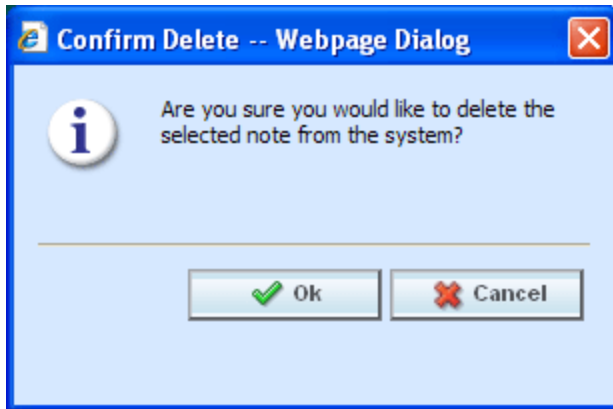 Confirm Delete -- Webpage Dialog
Are you sure you would like to delete the
selected note from the system?
Ok
Cancel